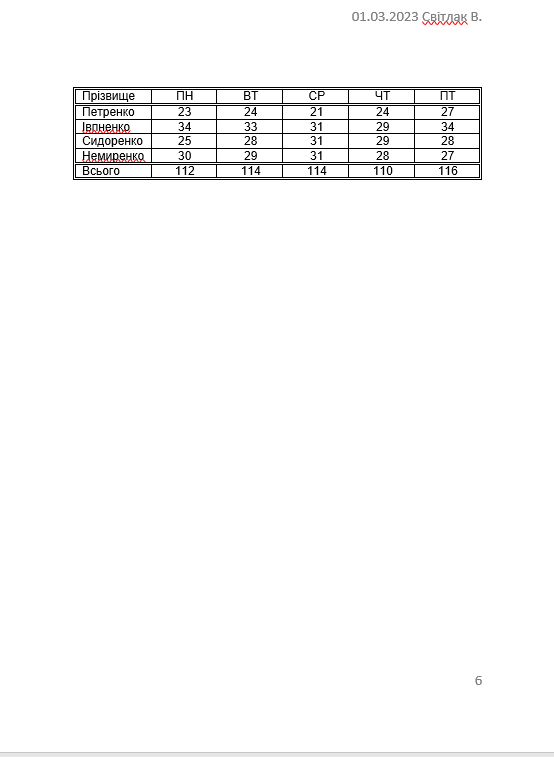 01.03.2023 Світлак В.
Прізвище ПН ВТ СР ЧТ ПТ
Петренко 23 24 21 24 27
Івпненко 34 33 31 29 34
Сидоренко 25 28 31 29 28
Немиренко 30 29 31 28 27
Всього 112 114 114 110 116
6